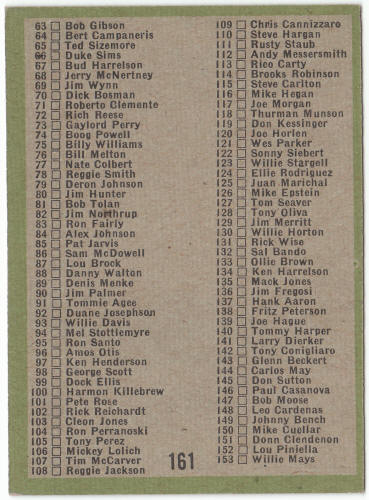 63 Bob Gibson
64 Bert Campaneris
65 Ted Sizemore
66 Duke Sims
67 Bud Harrelson
68 Jerry McNertney
69 Jim Wynn
70 Dick Bosman
71 Roberto Clemente
72 Rich Reese
73 Gaylord Perry
74 Boog Powell
75 Billy Williams
76 Bill Melton
77 Nate Colbert
78 Reggie Smith
79 Deron Johnson
80 Jim Hunter
81 Bob Tolan
82 Jim Northrup
83 Ron Fairly
84 Alex Johnson
85 Pat Jarvis
86 Sam McDowell
87 Lou Brock
88 Danny Walton
89 Denis Menke
90 Jim Palmer
91 Tommie Agee
92 Duane Josephson
93 Willie Davis
94 Mel Stottlemyre
95 Ron Santo
96 Amos Otis
97 Ken Henderson
98 George Scott
99 Dock Ellis
100 Harmon Killebrew
101 Pete Rose
102 Rick Reichardt
103 Cleon Jones
104 Ron Perranoski
105 Tony Perez
106 Mickey Lolich
107 Tim McCarver
108 Reggie Jackson
109 Chris Cannizzaro
110 Steve Hargan
111 Rusty Staub
112 Andy Messersmith
113 Rico Carty
114 Brooks Robinson
115 Steve Carlton
116 Mike Hegan
117 Joe Morgan
118 Thurman Munson
119 Don Kessinger
120 Joe Horlen
121 Wes Parker
122 Sonny Siebert
123 Willie Stargell
124 Ellie Rodriguez
125 Juan Marichal
126 Mike Epstein
127 Tom Seaver
128 Tony Oliva
129 Jim Merritt
130 Willie Horton
131 Rick Wise
132 Sal Bando
133 Ollie Brown
134 Ken Harrelson
135 Mack Jones
136 Jim Fregosi
137 Hank Aaron
138 Fritz Peterson
139 Joe Hague
140 Tommy Harper
141 Larry Dierker
142 Tony Conigliaro
143 Glenn Beckert
144 Carlos May
145 Don Sutton
146 Paul Casanova
147 Bob Moose
148 Leo Cardenas
149 Johnny Bench
150 Mike Cuellar
151 Donn Clendenon
152 Lou Piniella
153 Willie Mays
161